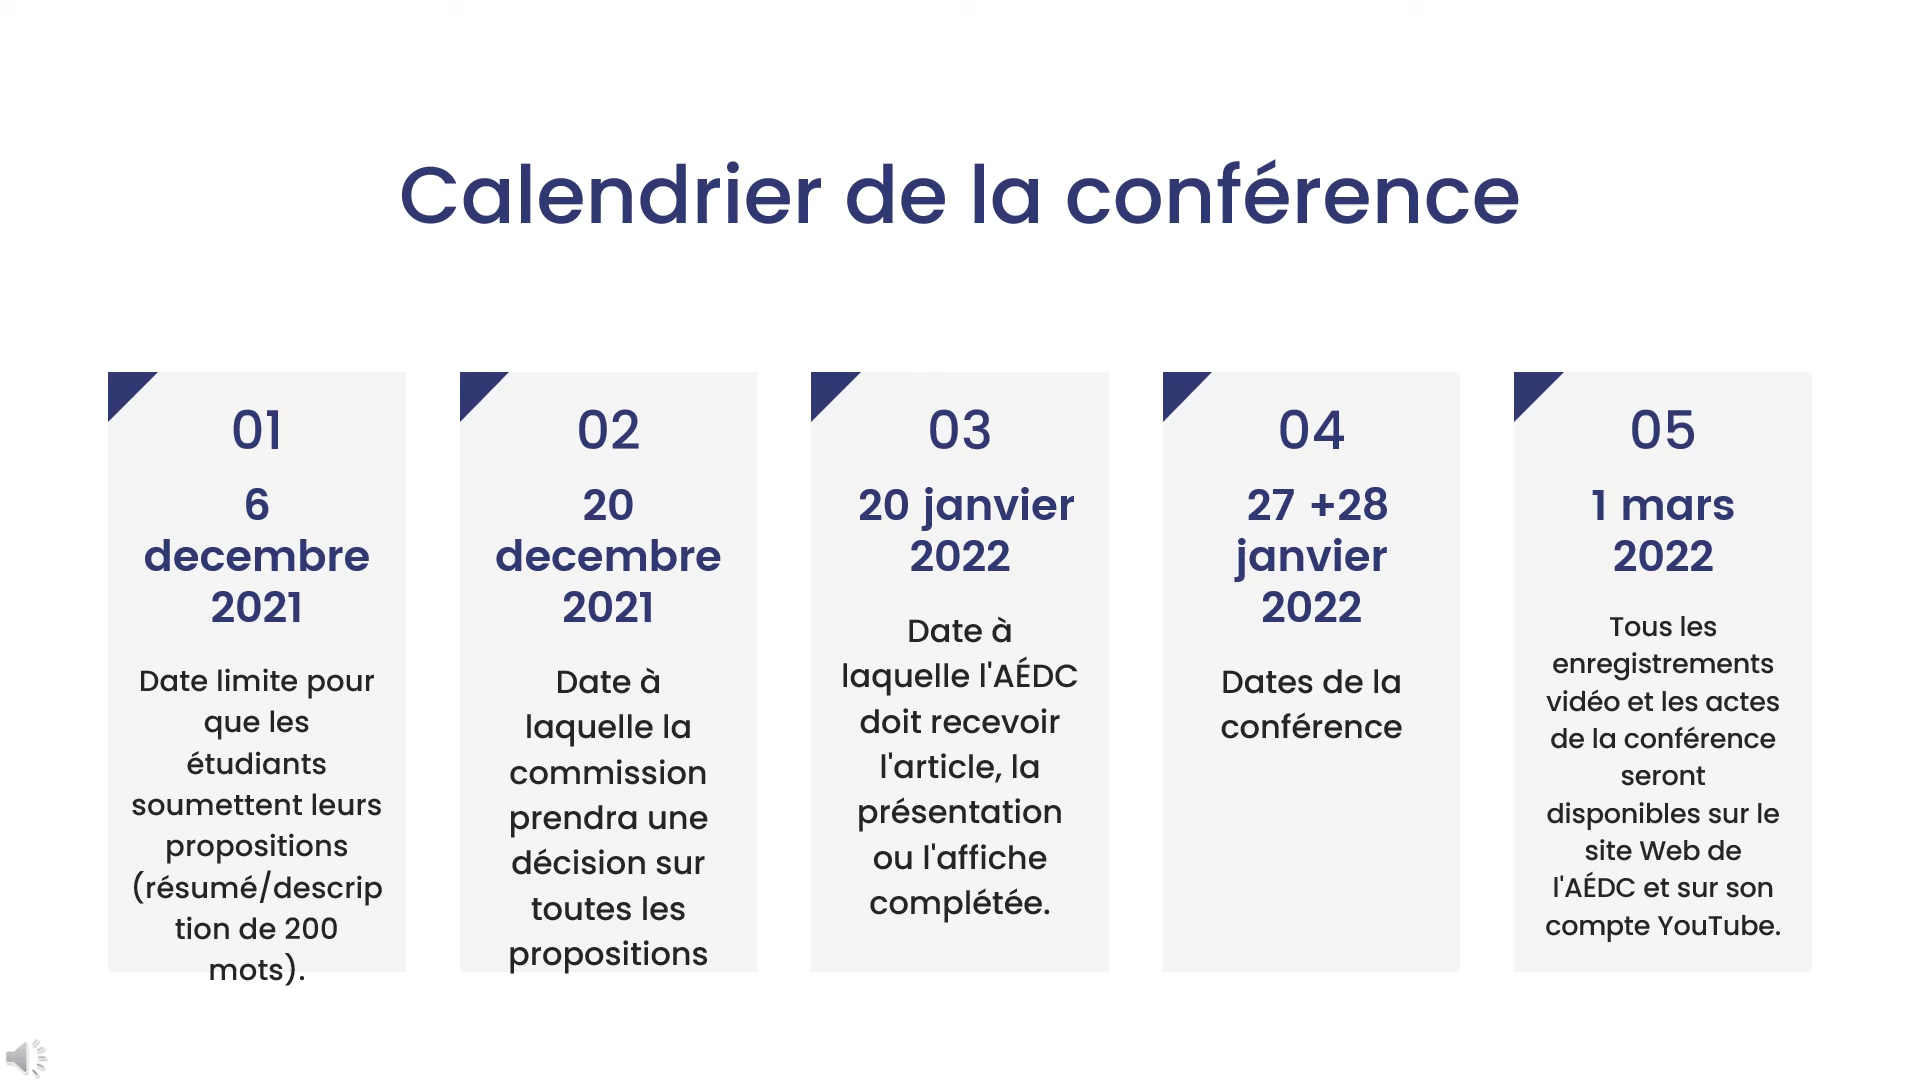 Calendrier de la conférence
01
6
decembre
2021
Date limite pour
que les
étudiants
soumettent leurs
propositions
(résumé/descrip
tion de 200
mots).
02
20
decembre
2021
Date à
laquelle la
commission
prendra une
décision sur
toutes les
propositions
03
20 janvier
2022
Date à
laquelle l'AÉDC
doit recevoir
l'article, la
présentation
ou l'affiche
complétée.
04
27 +28
janvier
2022
Dates de la
conférence
05
1 mars
2022
Tous les
enregistrements
vidéo et les actes
de la conférence
seront
disponibles sur le
site Web de
l'AÉDC et sur son
compte YouTube.